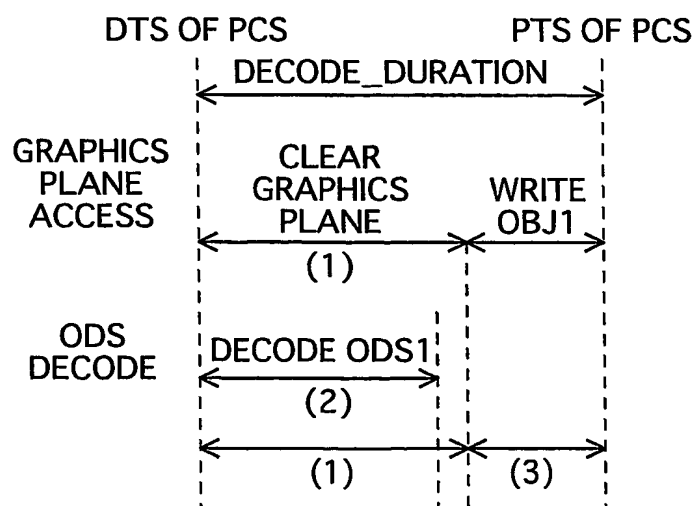 DTS OF PCS
PTS OF PCS
DECODE_DURATION
GRAPHICS
PLANE
ACCESS
CLEAR
GRAPHICS
PLANE
WRITE
OBJ1
(1)
ODS
DECODE
DECODE ODS1
(2)
(1)
(3)